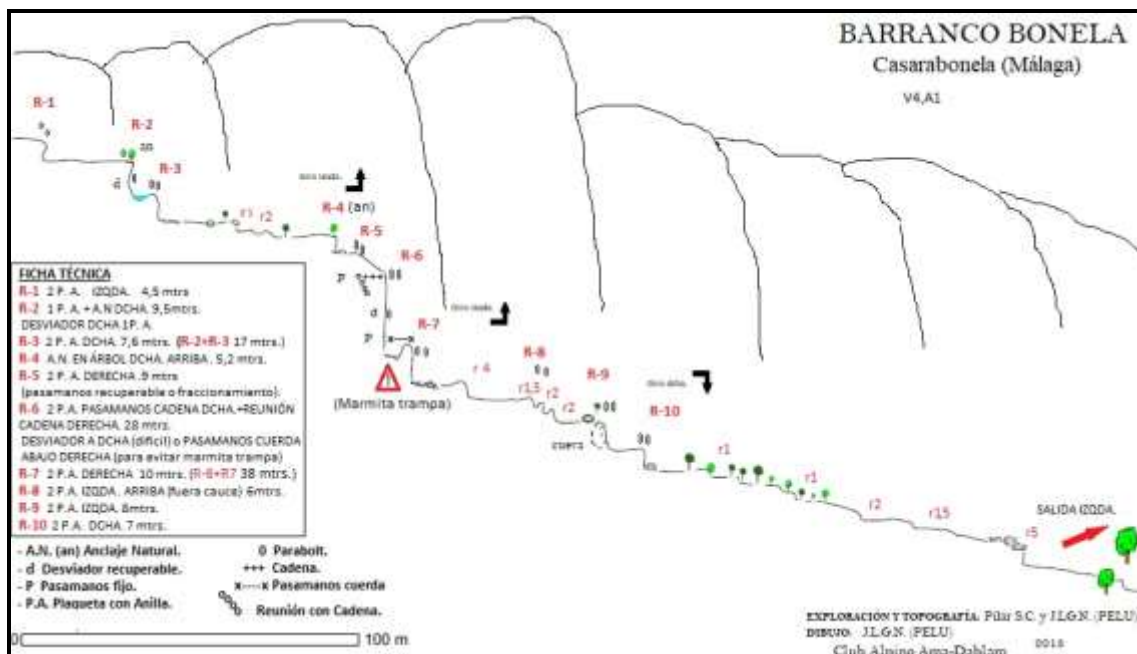 BARRANCO BONELA
Casarabonela (Málaga)
V4,A1
R-1
R-2
an
d
R-3
r3
r2
R-4 (an)
R-5
R-6
P
d
R-7
P
(Marmita trampa)
r 4
R-8
r1,5
r2
r2
R-9
cueva
R-10
r1
r1
r2
r1,5
r5
SALIDA IZQDA.
FICHA TÉCNICA
R-1 2 P. A. IZQDA. 4,5 mtrs
R-2 1 P. A. + A.N DCHA. 9,5mtrs.
DESVIADOR DCHA 1P. A.
R-3 2 P.A. DCHA. 7,6 mtrs. (R-2+R-3 17 mtrs.)
R-4 A.N. EN ÁRBOL DCHA. ARRIBA . 5,2 mtrs.
R-5 2 P.A. DERECHA .9 mtrs
(pasamanos recuperable o fraccionamiento).
R-6 2 P.A. PASAMANOS CADENA DCHA.+REUNIÓN
CADENA DERECHA. 28 mtrs.
DESVIADOR A DCHA (difícil) o PASAMANOS CUERDA
ABAJO DERECHA (para evitar marmita trampa)
R-7 2 P.A. DERECHA 10 mtrs. (R-6+R7 38 mtrs.)
R-8 2 P.A. IZQDA. ARRIBA (fuera cauce) 6mtrs.
R-9 2 P.A. IZQDA. 8mtrs.
R-10 2 P.A. DCHA. 7 mtrs.
- A.N. (an) Anclaje Natural.
- d Desviador recuperable.
- P Pasamanos fijo.
- P.A. Plaqueta con Anilla.
0 Parabolt.
+++ Cadena.
x----x Pasamanos cuerda
Reunión con Cadena.
0
100 m
EXPLORACIÓN Y TOPOGRAFÍA: Pilar S.C. y J.L.G.N. (PELU)
DIBUJO: J.L.G.N. (PELU)
Club Alpino Ama-Dablam